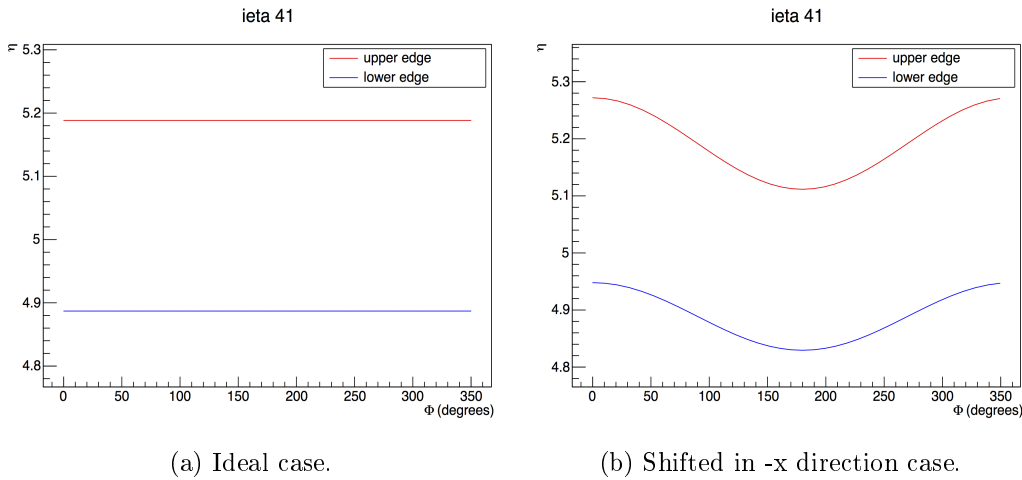 ieta 41
η
5.3
5.2
5.1
5
4.9
4.8
upper edge
lower edge
0 50 100 150 200 250 300 350
Φ (degrees)
(a) Ideal case.
ieta 41
η
5.3
5.2
5.1
5
4.9
4.8
upper edge
lower edge
0 50 100 150 200 250 300 350
Φ (degrees)
(b) Shifted in -x direction case.